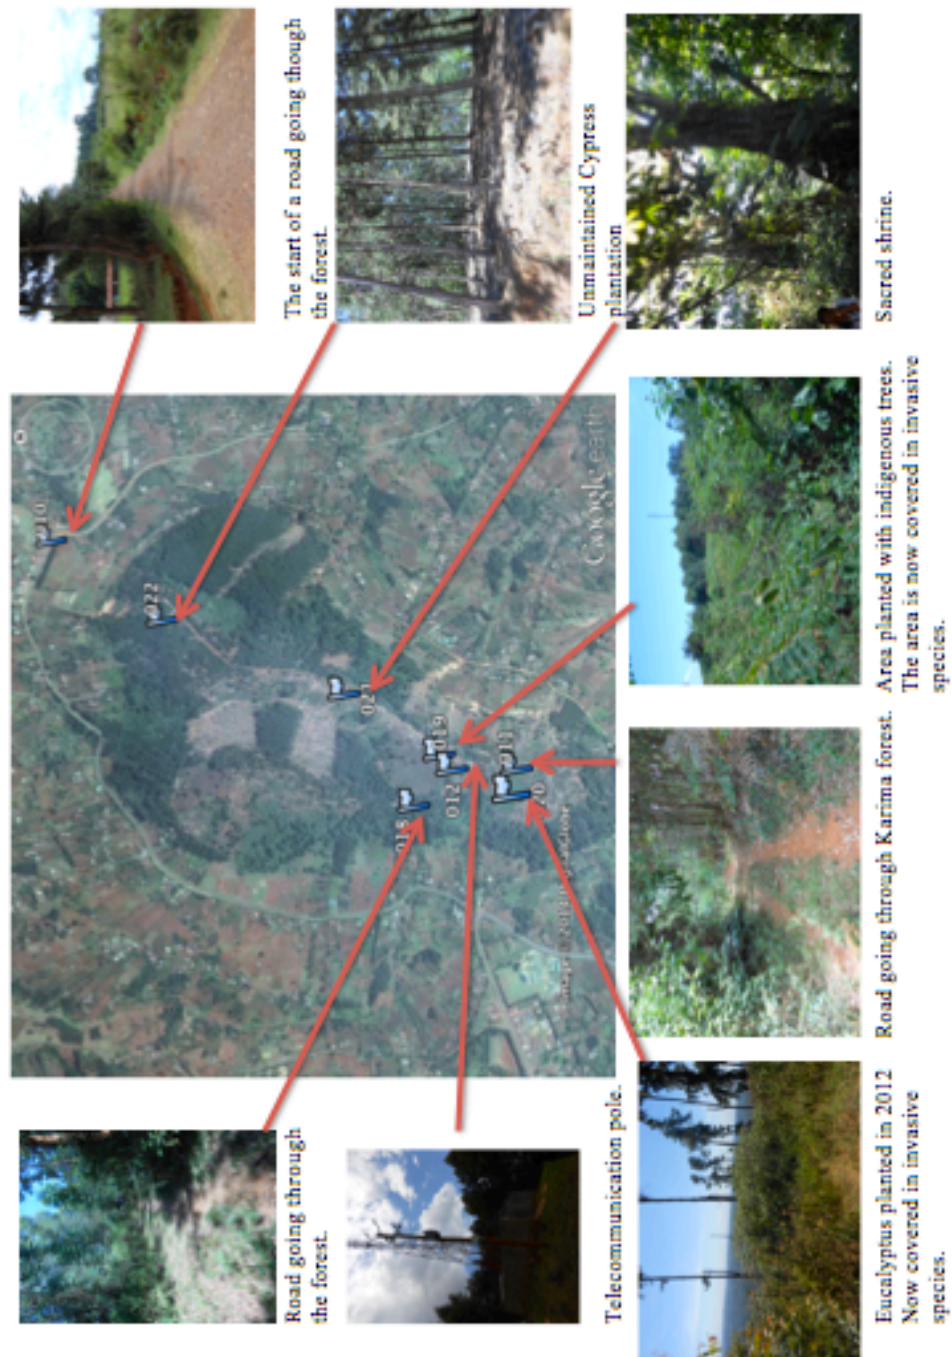 Road going through
the forest.
Telecommunication pole.
Eucalyptus planted in 2012
Now covered in invasive
species.
010
022
019
012
011
Google earth
Road going through Karima forest.
Area planted with indigenous trees.
The area is now covered in invasive
species.
The start of a road going though
the forest.
Unmaintained Cypress
plantation
Sacred shrine.